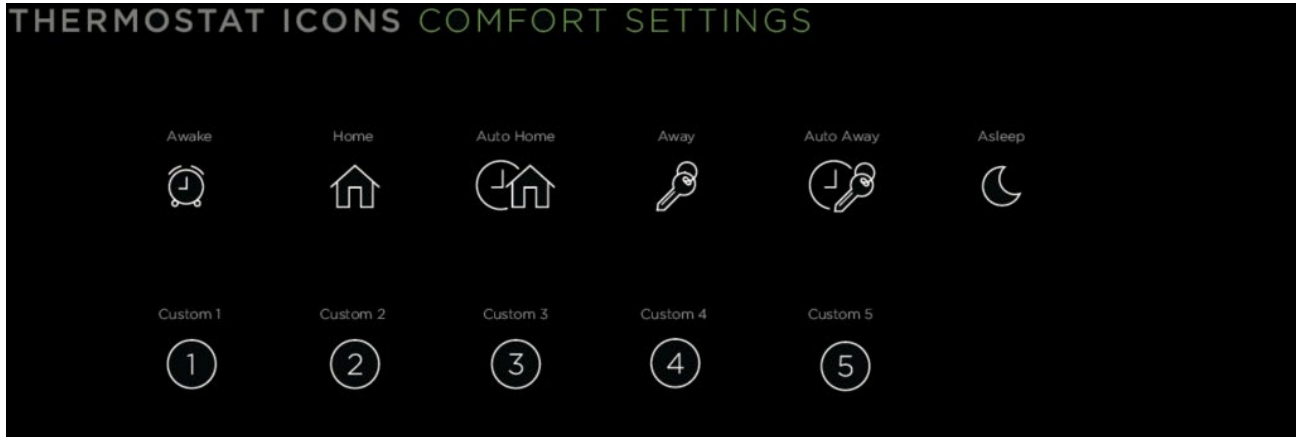 THERMOSTAT ICONS COMFORT SETTINGS
Awake Home Auto Home Away Auto Away Asleep
Custom 1 Custom 2 Custom 3 Custom 4 Custom 5
1 2 3 4 5